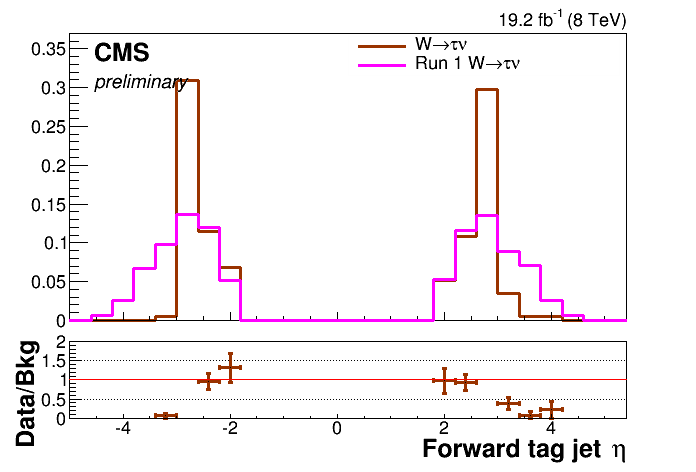 19.2 fb⁻¹ (8 TeV)
CMS
preliminary
W→τν
Run 1 W→τν
0.35
0.3
0.25
0.2
0.15
0.1
0.05
0
Data/Bkg
2
1.5
1
0.5
0
-4 -2 0 2 4
Forward tag jet η